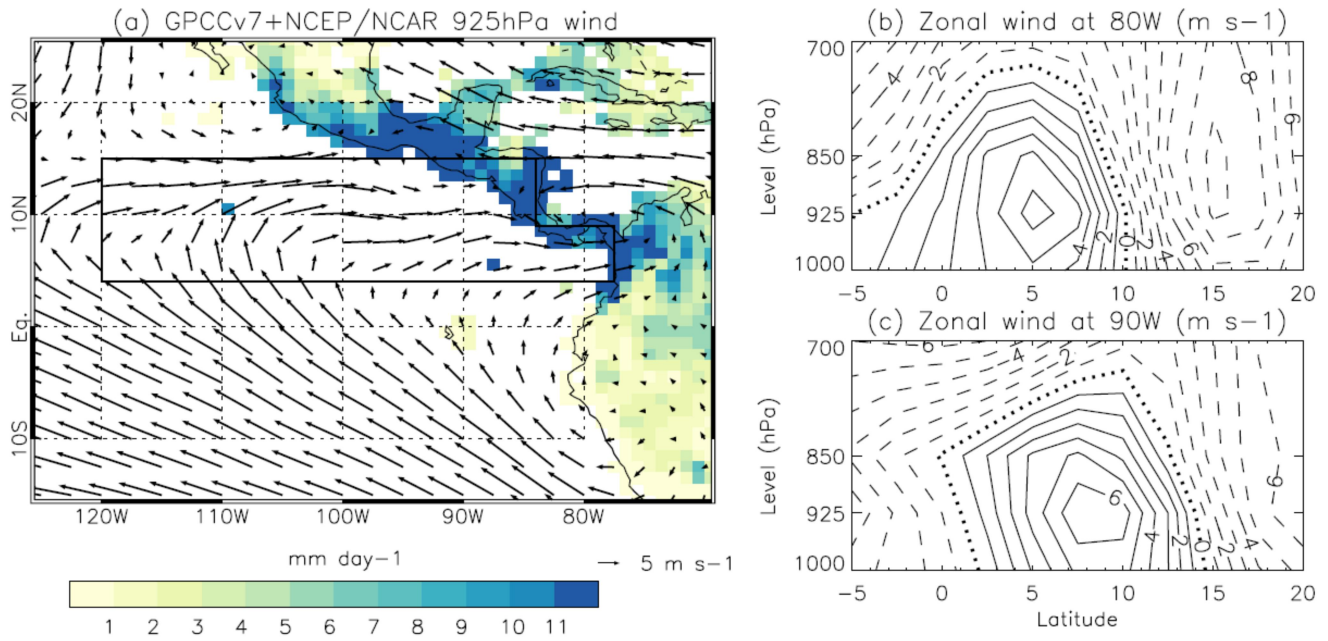 (a) GPCCv7+NCEP/NCAR 925hPa wind
20N
10N
Eq.
10S
120W 110W 100W 90W 80W
mm day-1
5 m s-1
1 2 3 4 5 6 7 8 9 10 11
(b) Zonal wind at 80W (m s-1)
Level (hPa)
700
850
925
1000
4 2 8 6 4 2 0 2 4 6
-5 0 5 10 15 20
(c) Zonal wind at 90W (m s-1)
Level (hPa)
700
850
925
1000
6 4 2 6 4 2 0 2 4 6
-5 0 5 10 15 20
Latitude